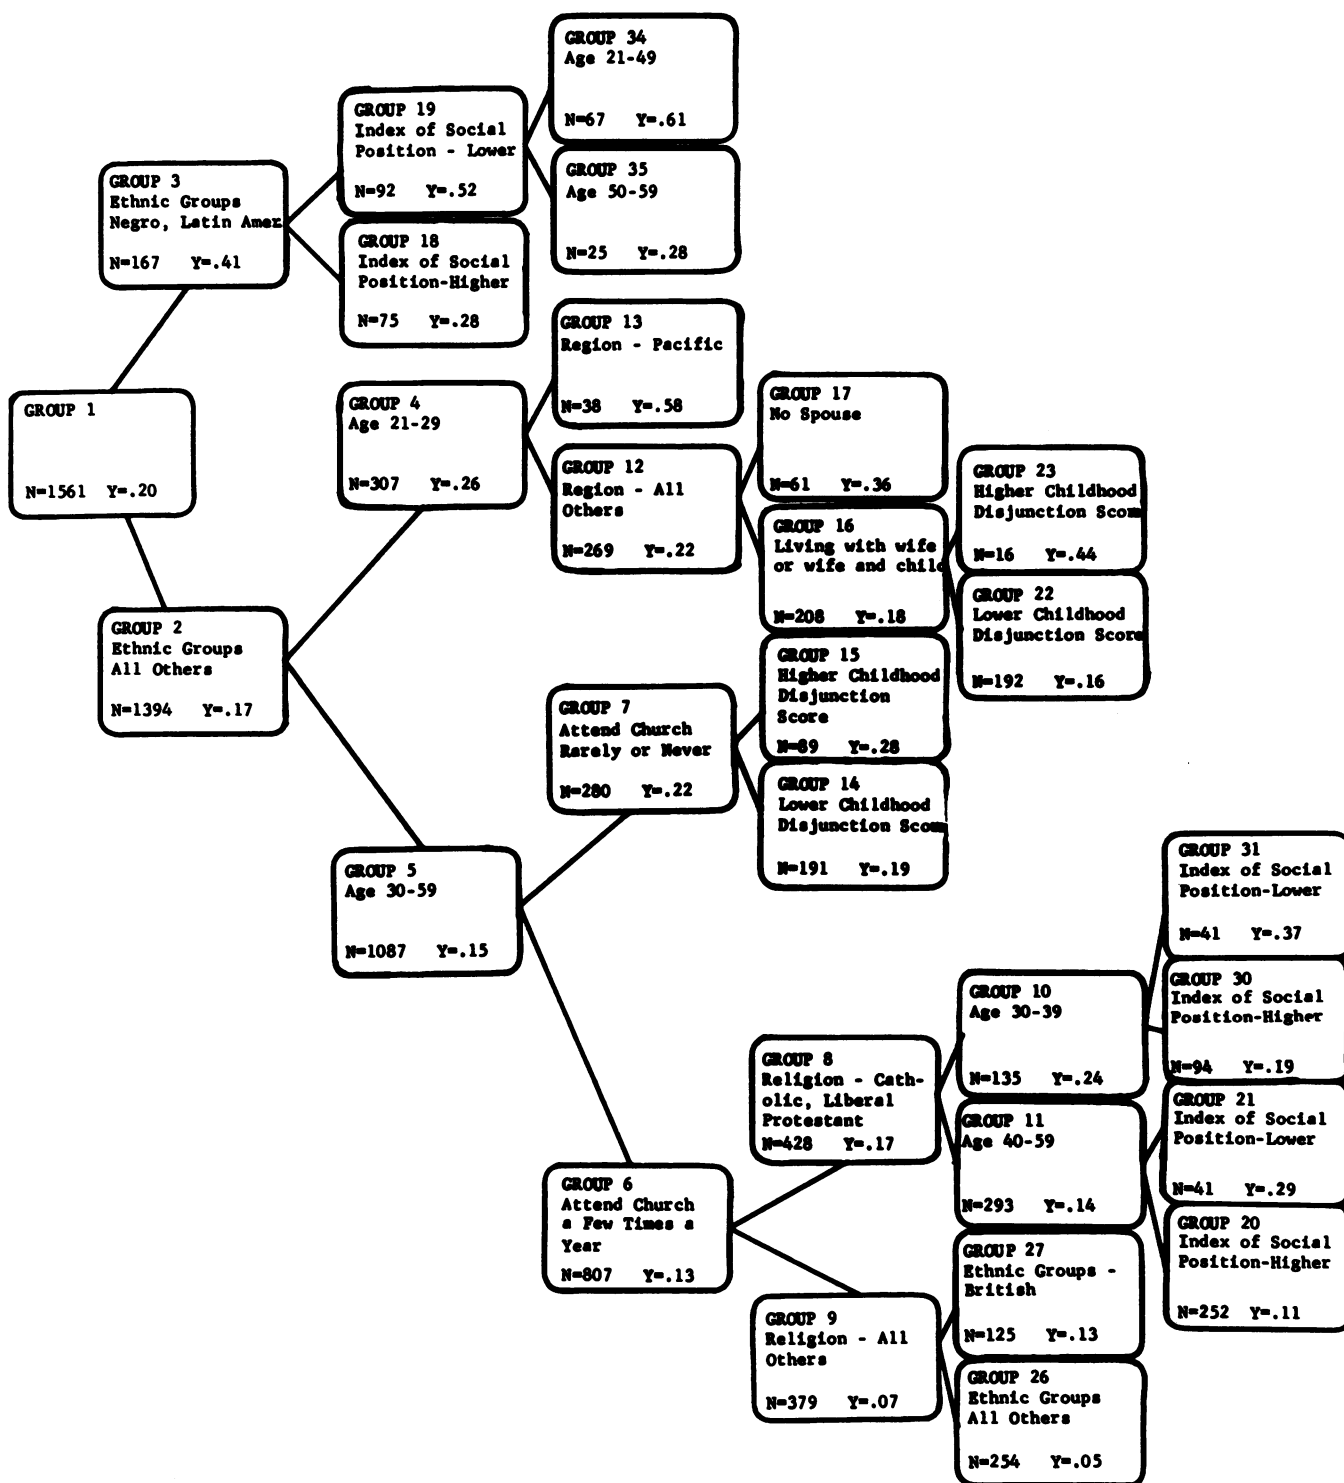 GROUP 34
Age 21-49
N=67 Y=.61
GROUP 19
Index of Social
Position - Lower
N=92 Y=.52
GROUP 35
Age 50-59
N=25 Y=.28
GROUP 3
Ethnic Groups
Negro, Latin Amer
N=167 Y=.41
GROUP 18
Index of Social
Position-Higher
N=75 Y=.28
GROUP 13
Region - Pacific
N=38 Y=.58
GROUP 1
N=1561 Y=.20
GROUP 4
Age 21-29
N=307 Y=.26
GROUP 17
No Spouse
N=61 Y=.36
GROUP 12
Region - All
Others
N=269 Y=.22
GROUP 23
Higher Childhood
Disjunction Score
N=16 Y=.44
GROUP 16
Living with wife
or wife and child
N=208 Y=.18
GROUP 22
Lower Childhood
Disjunction Score
N=192 Y=.16
GROUP 2
Ethnic Groups
All Others
N=1394 Y=.17
GROUP 15
Higher Childhood
Disjunction
Score
N=89 Y=.28
GROUP 7
Attend Church
Rarely or Never
N=280 Y=.22
GROUP 14
Lower Childhood
Disjunction Score
N=191 Y=.19
GROUP 5
Age 30-59
N=1087 Y=.15
GROUP 31
Index of Social
Position-Lower
N=41 Y=.37
GROUP 10
Age 30-39
N=135 Y=.24
GROUP 30
Index of Social
Position-Higher
N=94 Y=.19
GROUP 8
Religion - Cath-
olic, Liberal
Protestant
N=428 Y=.17
GROUP 11
Age 40-59
N=293 Y=.14
GROUP 21
Index of Social
Position-Lower
N=41 Y=.29
GROUP 6
Attend Church
a Few Times a
Year
N=807 Y=.13
GROUP 20
Index of Social
Position-Higher
N=252 Y=.11
GROUP 27
Ethnic Groups -
British
N=125 Y=.13
GROUP 9
Religion - All
Others
N=379 Y=.07
GROUP 26
Ethnic Groups
All Others
N=254 Y=.05